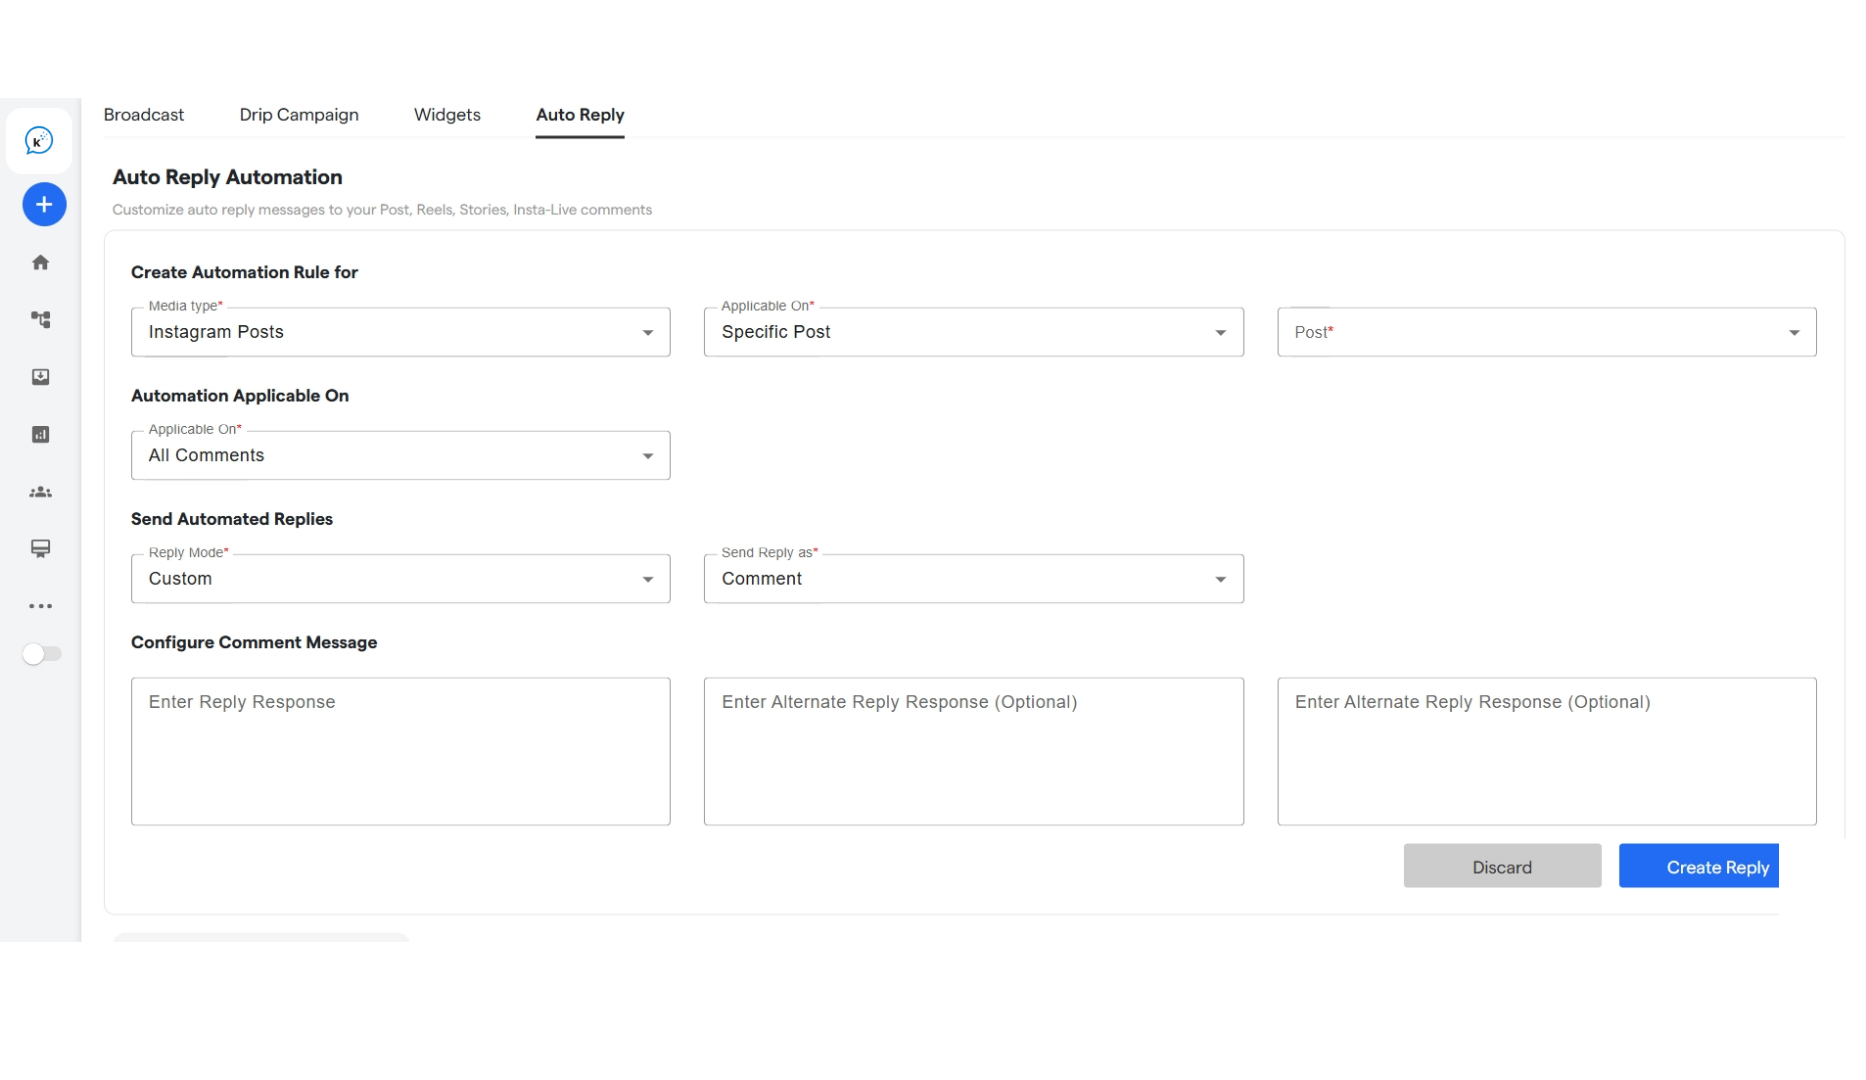 Broadcast Drip Campaign Widgets Auto Reply
k
Auto Reply Automation
Customize auto reply messages to your Post, Reels, Stories, Insta-Live comments
Create Automation Rule for
Media type* Applicable On*
Instagram Posts Specific Post Post*
Automation Applicable On
Applicable On*
All Comments
Send Automated Replies
Reply Mode* Send Reply as*
Custom Comment
Configure Comment Message
Enter Reply Response Enter Alternate Reply Response (Optional) Enter Alternate Reply Response (Optional)
Discard Create Reply